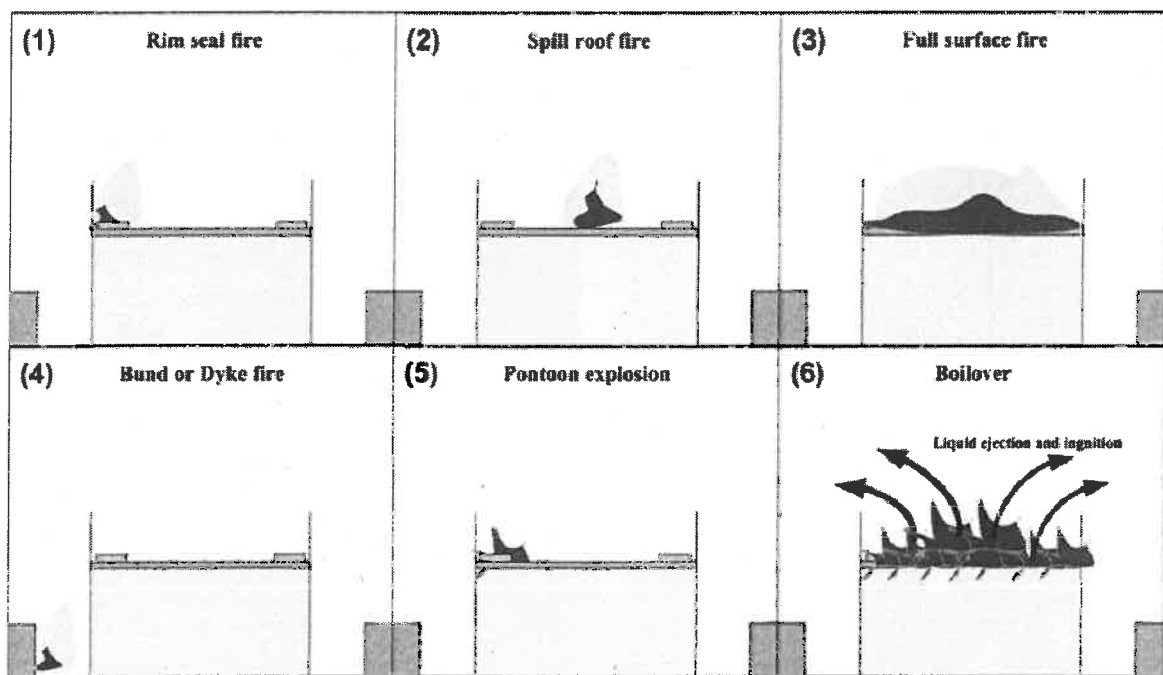 (1) Rim seal fire
(2) Spill roof fire
(3) Full surface fire
(4) Bund or Dyke fire
(5) Pontoon explosion
(6) Boilover
Liquid ejection and ingnition